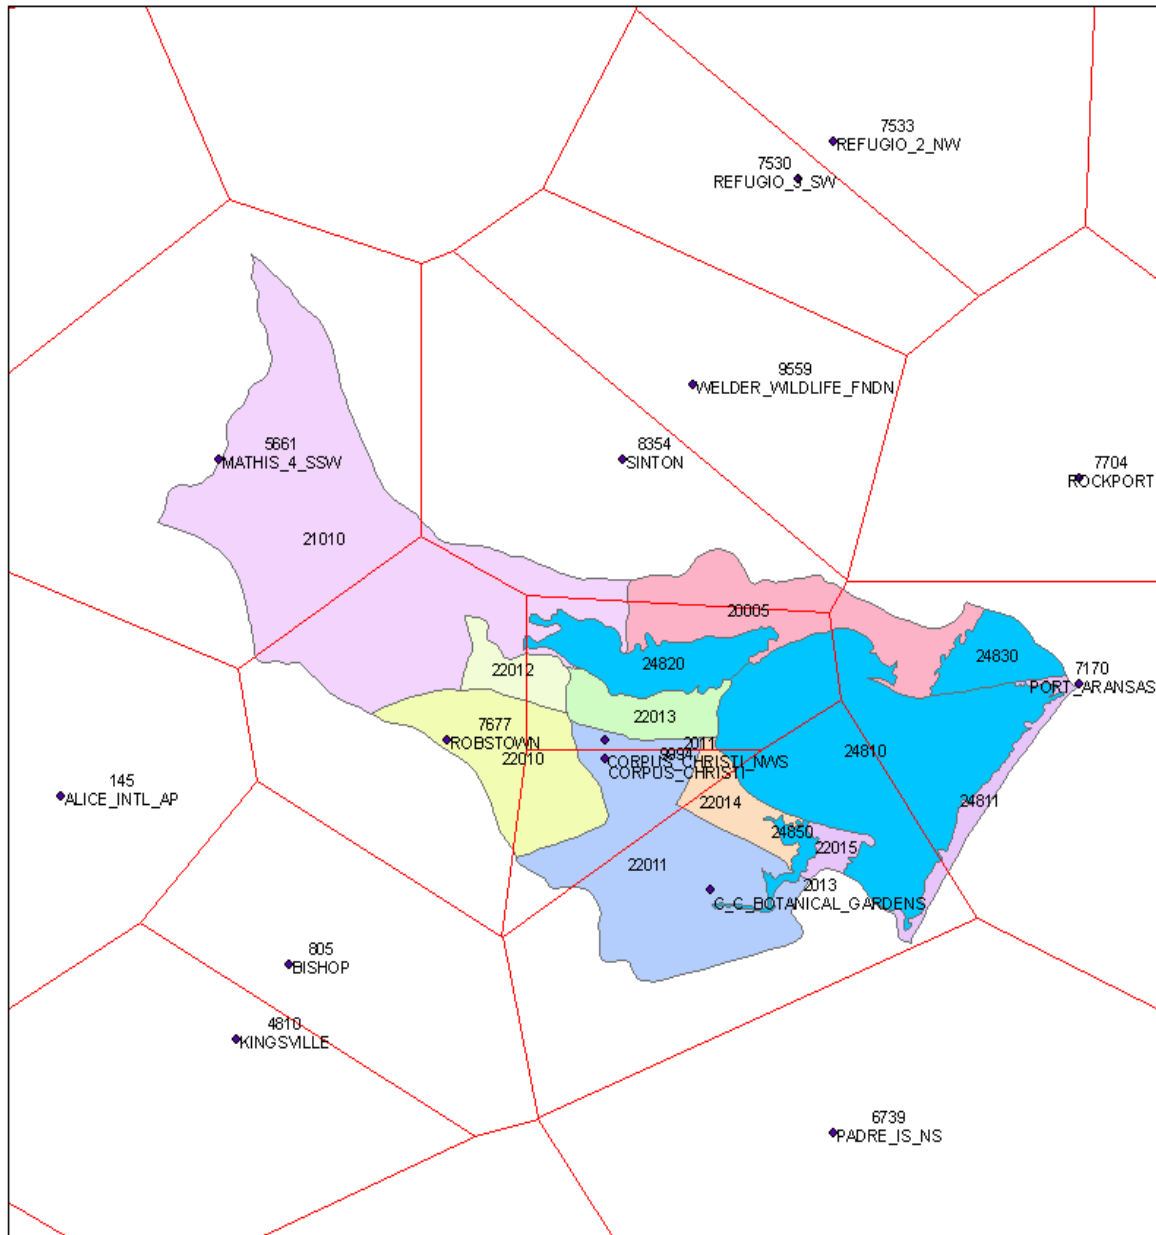 7533
REFUGIO_2_NW
7530
REFUGIO_3_SW
9559
WELDER_WILDLIFE_FNDN
5661
MATHIS_4_SSW
8354
SINTON
7704
ROCKPORT
21010
20005
24820
24830
22012
7170
PORT_ARANSAS
22013
7677
ROBSTOWN
22010
2011
CORPUS_CHRISTI_NWS
CORPUS_CHRISTI
24810
145
ALICE_INTL_AP
22014
24811
24850
22015
22011
2013
C_C_BOTANICAL_GARDENS
805
BISHOP
4810
KINGSVILLE
6739
PADRE_IS_NS